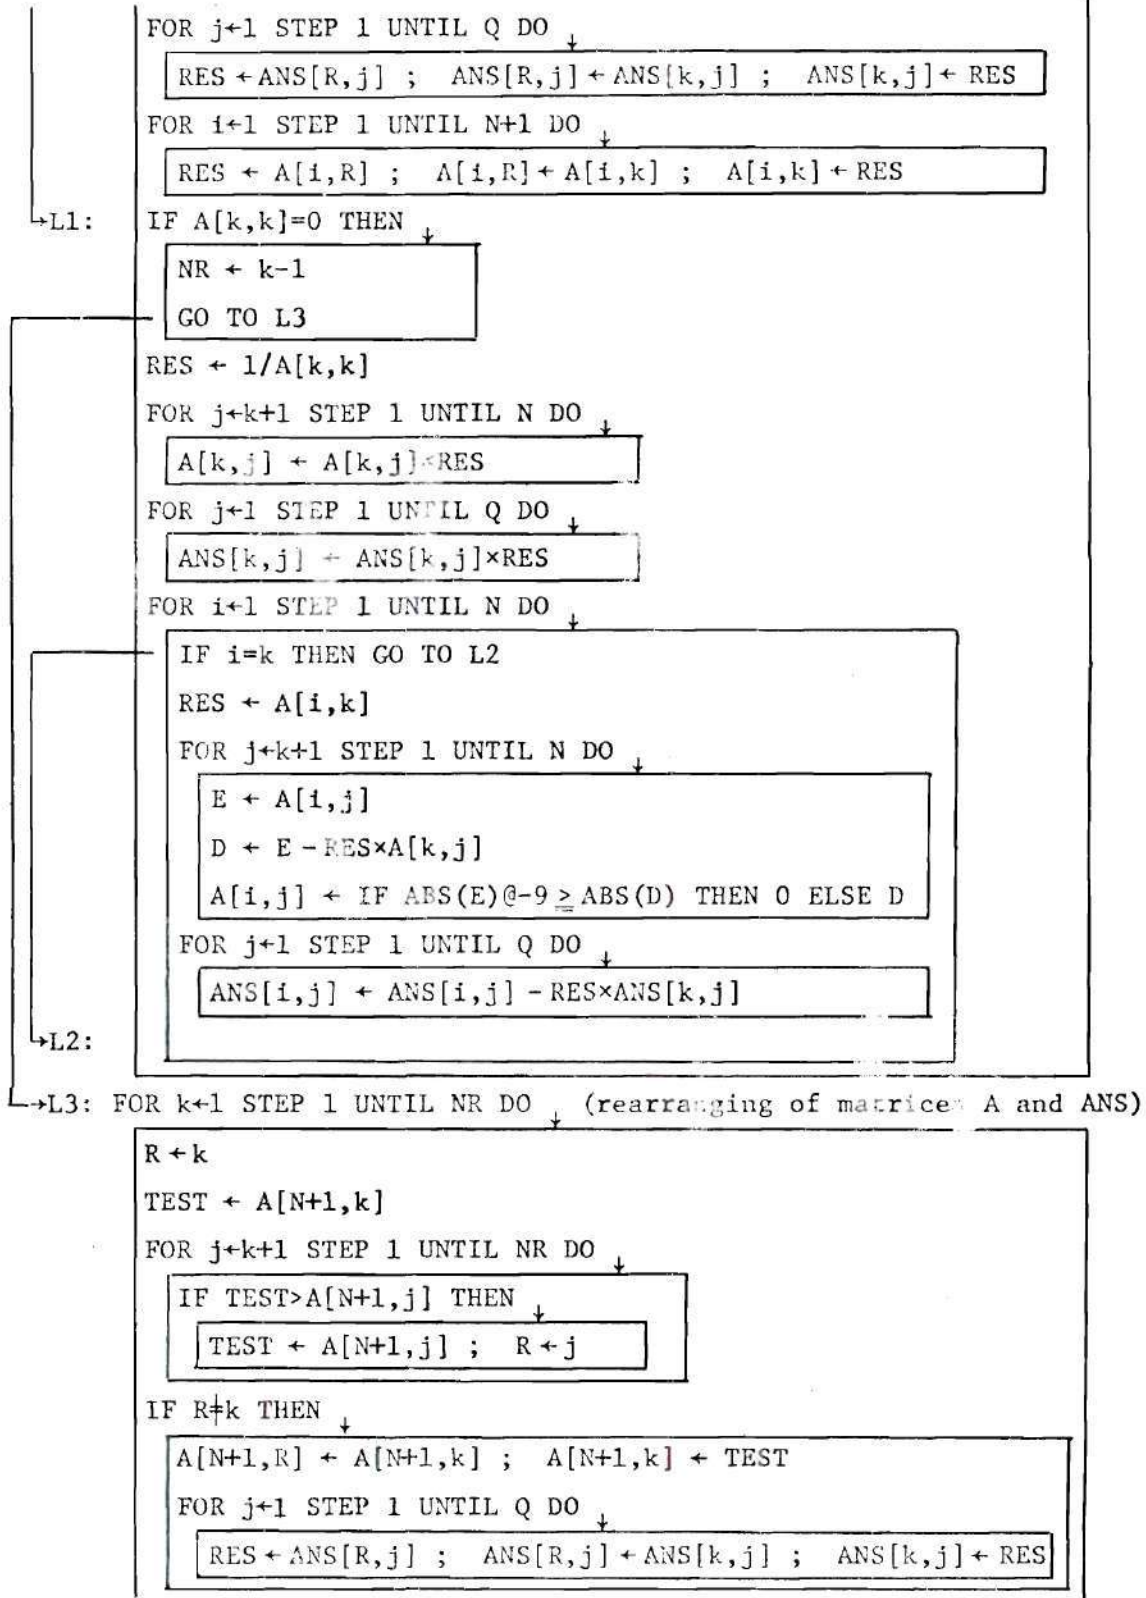 FOR j←1 STEP 1 UNTIL Q DO ↓
RES ← ANS[R,j] ; ANS[R,j] ← ANS[k,j] ; ANS[k,j] ← RES
FOR i←1 STEP 1 UNTIL N+1 DO ↓
RES ← A[i,R] ; A[i,R] ← A[i,k] ; A[i,k] ← RES
→L1: IF A[k,k]=0 THEN ↓
NR ← k-1
GO TO L3
RES ← 1/A[k,k]
FOR j←k+1 STEP 1 UNTIL N DO ↓
A[k,j] ← A[k,j]×RES
FOR j←1 STEP 1 UNTIL Q DO ↓
ANS[k,j] ← ANS[k,j]×RES
FOR i←1 STEP 1 UNTIL N DO ↓
IF i=k THEN GO TO L2
RES ← A[i,k]
FOR j←k+1 STEP 1 UNTIL N DO ↓
E ← A[i,j]
D ← E - RES×A[k,j]
A[i,j] ← IF ABS(E)@-9 ≧ ABS(D) THEN 0 ELSE D
FOR j←1 STEP 1 UNTIL Q DO ↓
ANS[i,j] ← ANS[i,j] - RES×ANS[k,j]
→L2:
→L3: FOR k←1 STEP 1 UNTIL NR DO ↓ (rearranging of matrices A and ANS)
R ← k
TEST ← A[N+1,k]
FOR j←k+1 STEP 1 UNTIL NR DO ↓
IF TEST>A[N+1,j] THEN ↓
TEST ← A[N+1,j] ; R ← j
IF R≠k THEN ↓
A[N+1,R] ← A[N+1,k] ; A[N+1,k] ← TEST
FOR j←1 STEP 1 UNTIL Q DO ↓
RES ← ANS[R,j] ; ANS[R,j] ← ANS[k,j] ; ANS[k,j] ← RES